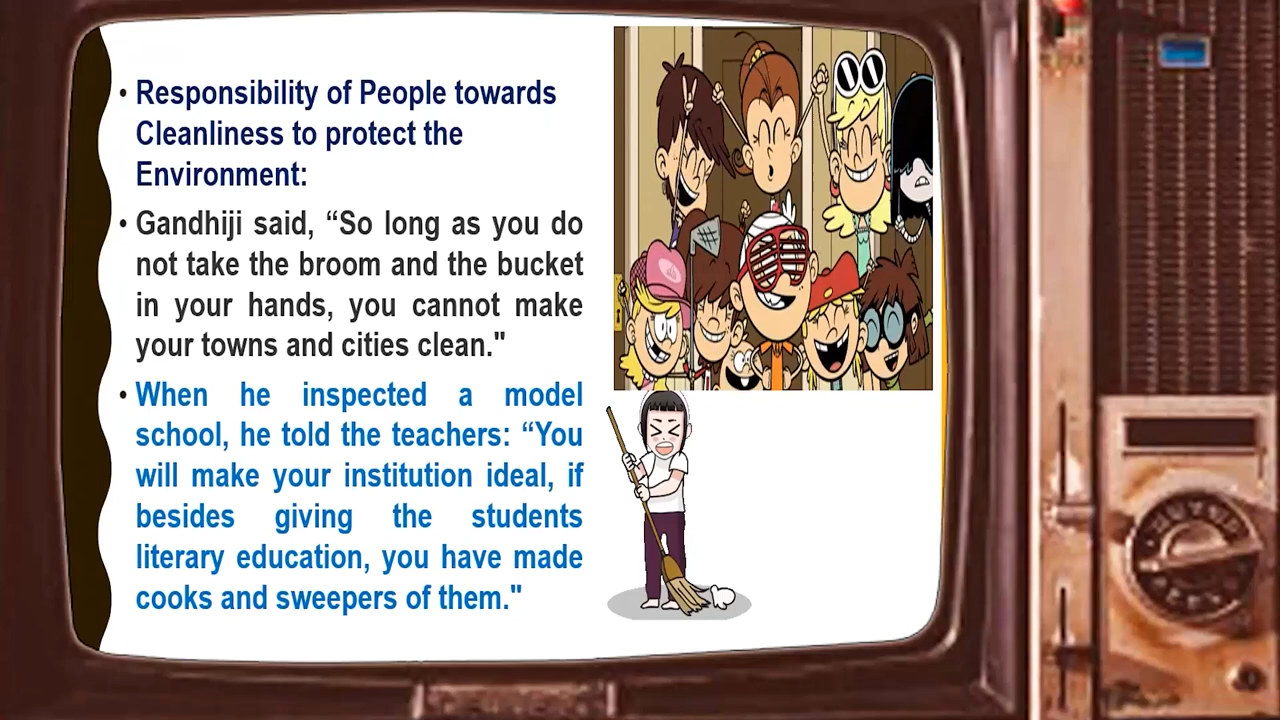 • Responsibility of People towards
Cleanliness to protect the
Environment:
• Gandhiji said, “So long as you do
not take the broom and the bucket
in your hands, you cannot make
your towns and cities clean."
• When he inspected a model
school, he told the teachers: “You
will make your institution ideal, if
besides giving the students
literary education, you have made
cooks and sweepers of them."